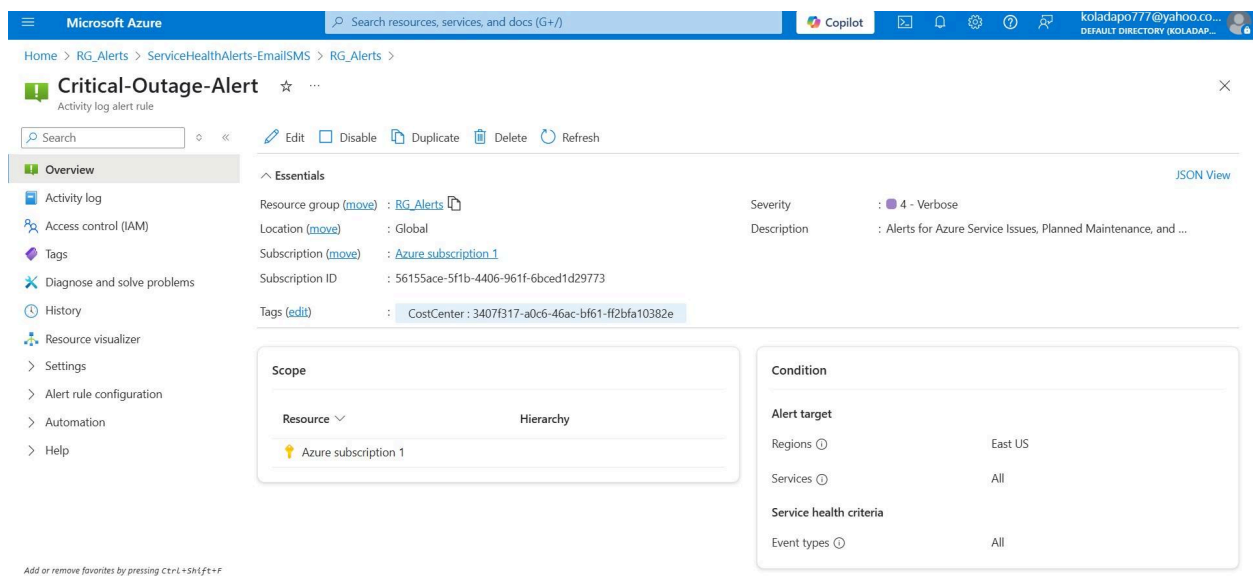 Microsoft Azure
Search resources, services, and docs (G+/)
Copilot
koladapo777@yahoo.co...
DEFAULT DIRECTORY (KOLADAP...
Home > RG_Alerts > ServiceHealthAlerts-EmailSMS > RG_Alerts >
Critical-Outage-Alert
Activity log alert rule
Search
Edit Disable Duplicate Delete Refresh
Overview
Activity log
Access control (IAM)
Tags
Diagnose and solve problems
History
Resource visualizer
Settings
Alert rule configuration
Automation
Help
Essentials
JSON View
Resource group (move) : RG_Alerts
Location (move) : Global
Subscription (move) : Azure subscription 1
Subscription ID : 56155ace-5f1b-4406-961f-6bced1d29773
Tags (edit) : CostCenter : 3407f317-a0c6-46ac-bf61-ff2bfa10382e
Severity : 4 - Verbose
Description : Alerts for Azure Service Issues, Planned Maintenance, and ...
Scope
Resource Hierarchy
Azure subscription 1
Condition
Alert target
Regions East US
Services All
Service health criteria
Event types All
Add or remove favorites by pressing Ctrl+Shift+F